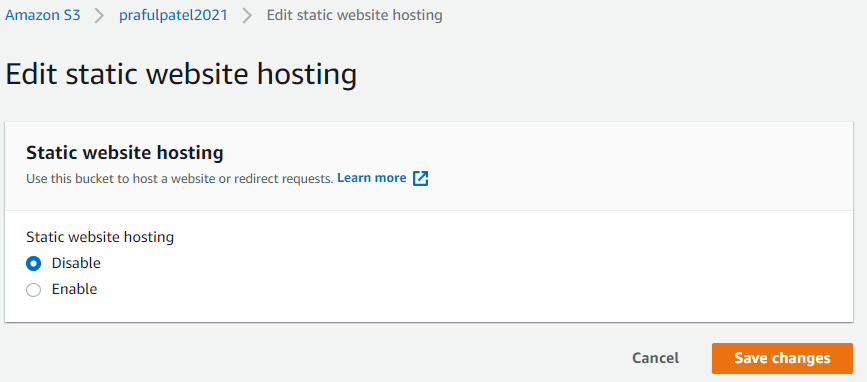 Amazon S3 > prafulpatel2021 > Edit static website hosting
Edit static website hosting
Static website hosting
Use this bucket to host a website or redirect requests. Learn more
Static website hosting
Disable
Enable
Cancel Save changes